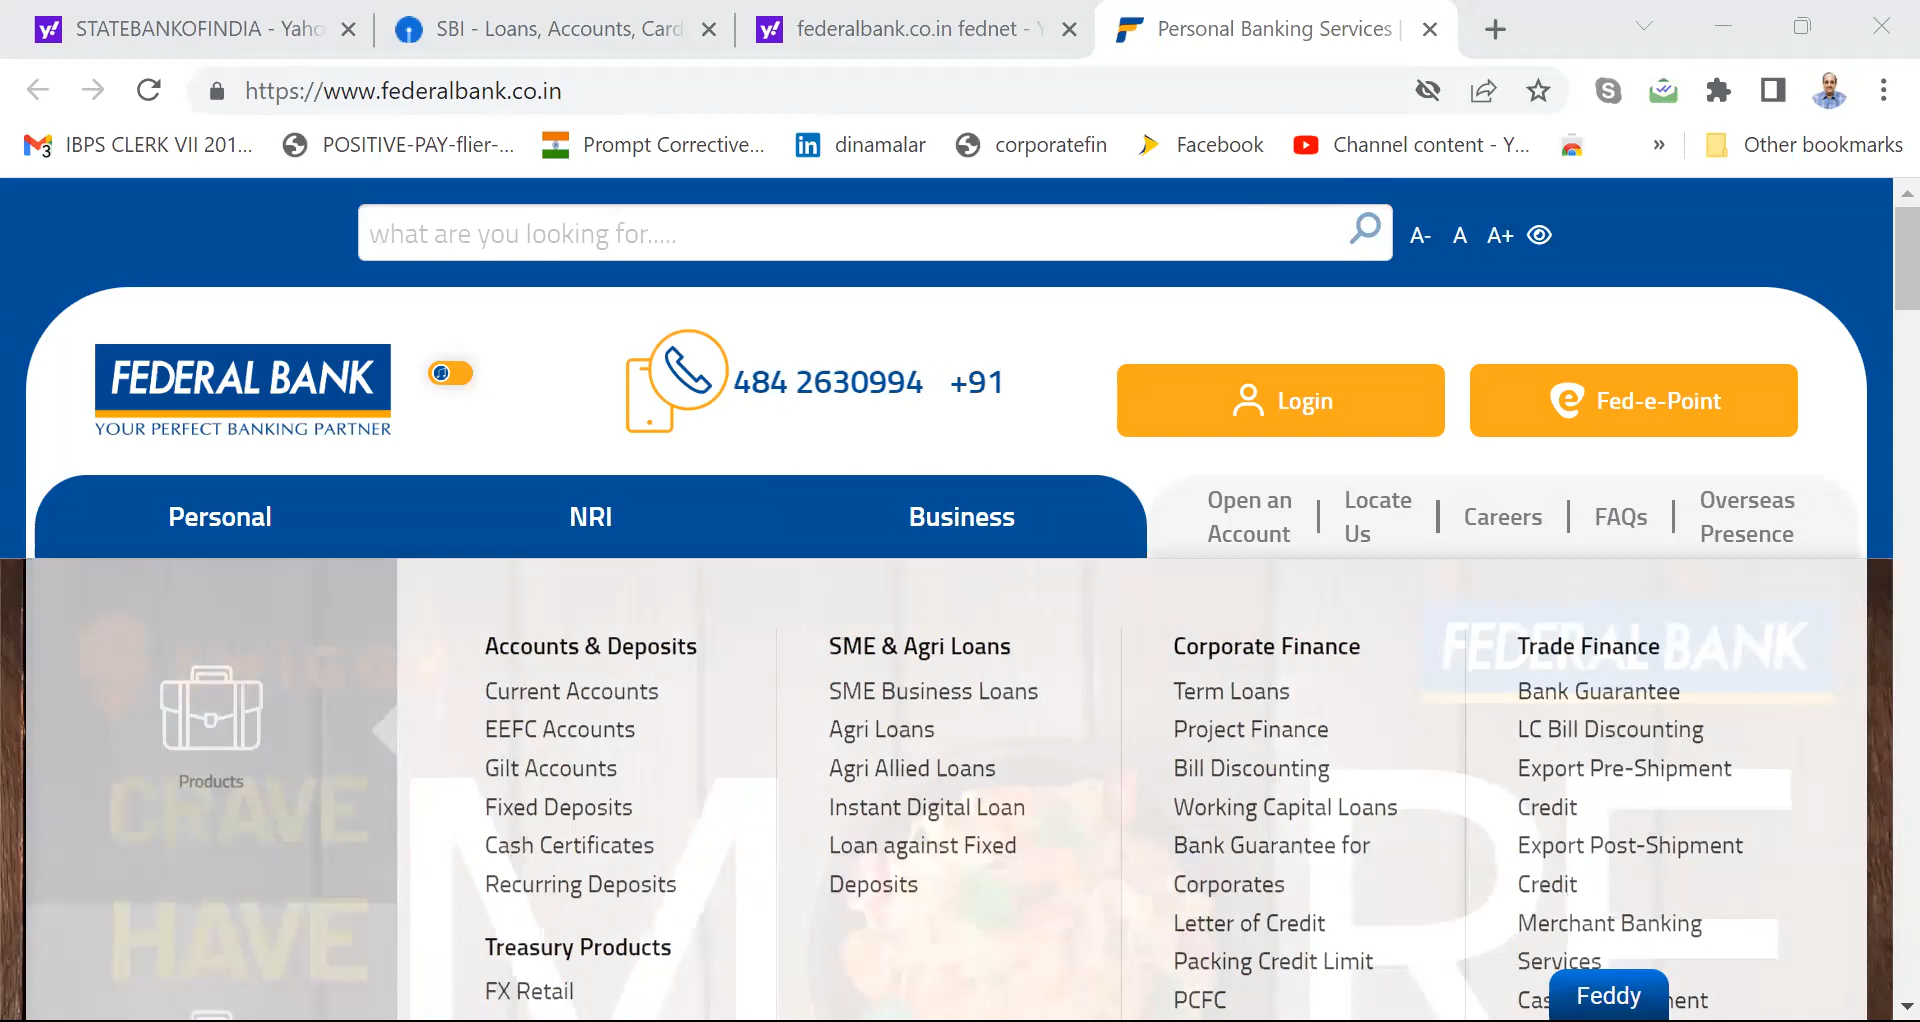 STATEBANKOFINDIA - Yaho
SBI - Loans, Accounts, Card
federalbank.co.in fednet - Y
Personal Banking Services |
https://www.federalbank.co.in
3 IBPS CLERK VII 201...
POSITIVE-PAY-flier-...
Prompt Corrective...
dinamalar
corporatefin
Facebook
Channel content - Y...
»
Other bookmarks
what are you looking for.....
A- A A+
FEDERAL BANK
YOUR PERFECT BANKING PARTNER
484 2630994 +91
Login
Fed-e-Point
Personal
NRI
Business
Open an
Account
Locate
Us
Careers
FAQs
Overseas
Presence
Products
CRAVE
HAVE
M RE
FEDERAL BANK
Accounts & Deposits
Current Accounts
EEFC Accounts
Gilt Accounts
Fixed Deposits
Cash Certificates
Recurring Deposits
Treasury Products
FX Retail
SME & Agri Loans
SME Business Loans
Agri Loans
Agri Allied Loans
Instant Digital Loan
Loan against Fixed
Deposits
Corporate Finance
Term Loans
Project Finance
Bill Discounting
Working Capital Loans
Bank Guarantee for
Corporates
Letter of Credit
Packing Credit Limit
PCFC
Trade Finance
Bank Guarantee
LC Bill Discounting
Export Pre-Shipment
Credit
Export Post-Shipment
Credit
Merchant Banking
Services
Feddy